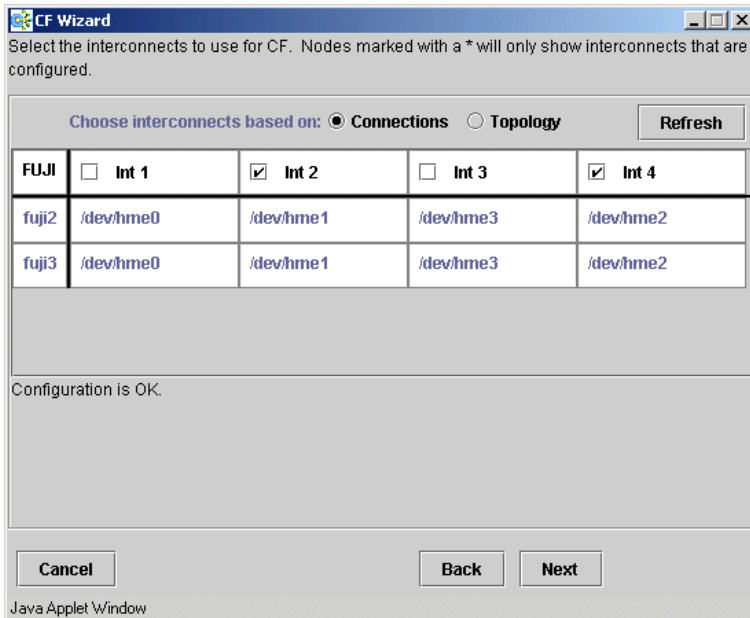 CF Wizard
Select the interconnects to use for CF. Nodes marked with a * will only show interconnects that are
configured.
Choose interconnects based on: Connections Topology Refresh
FUJI Int 1 Int 2 Int 3 Int 4
fuji2 /dev/hme0 /dev/hme1 /dev/hme3 /dev/hme2
fuji3 /dev/hme0 /dev/hme1 /dev/hme3 /dev/hme2
Configuration is OK.
Cancel Back Next
Java Applet Window